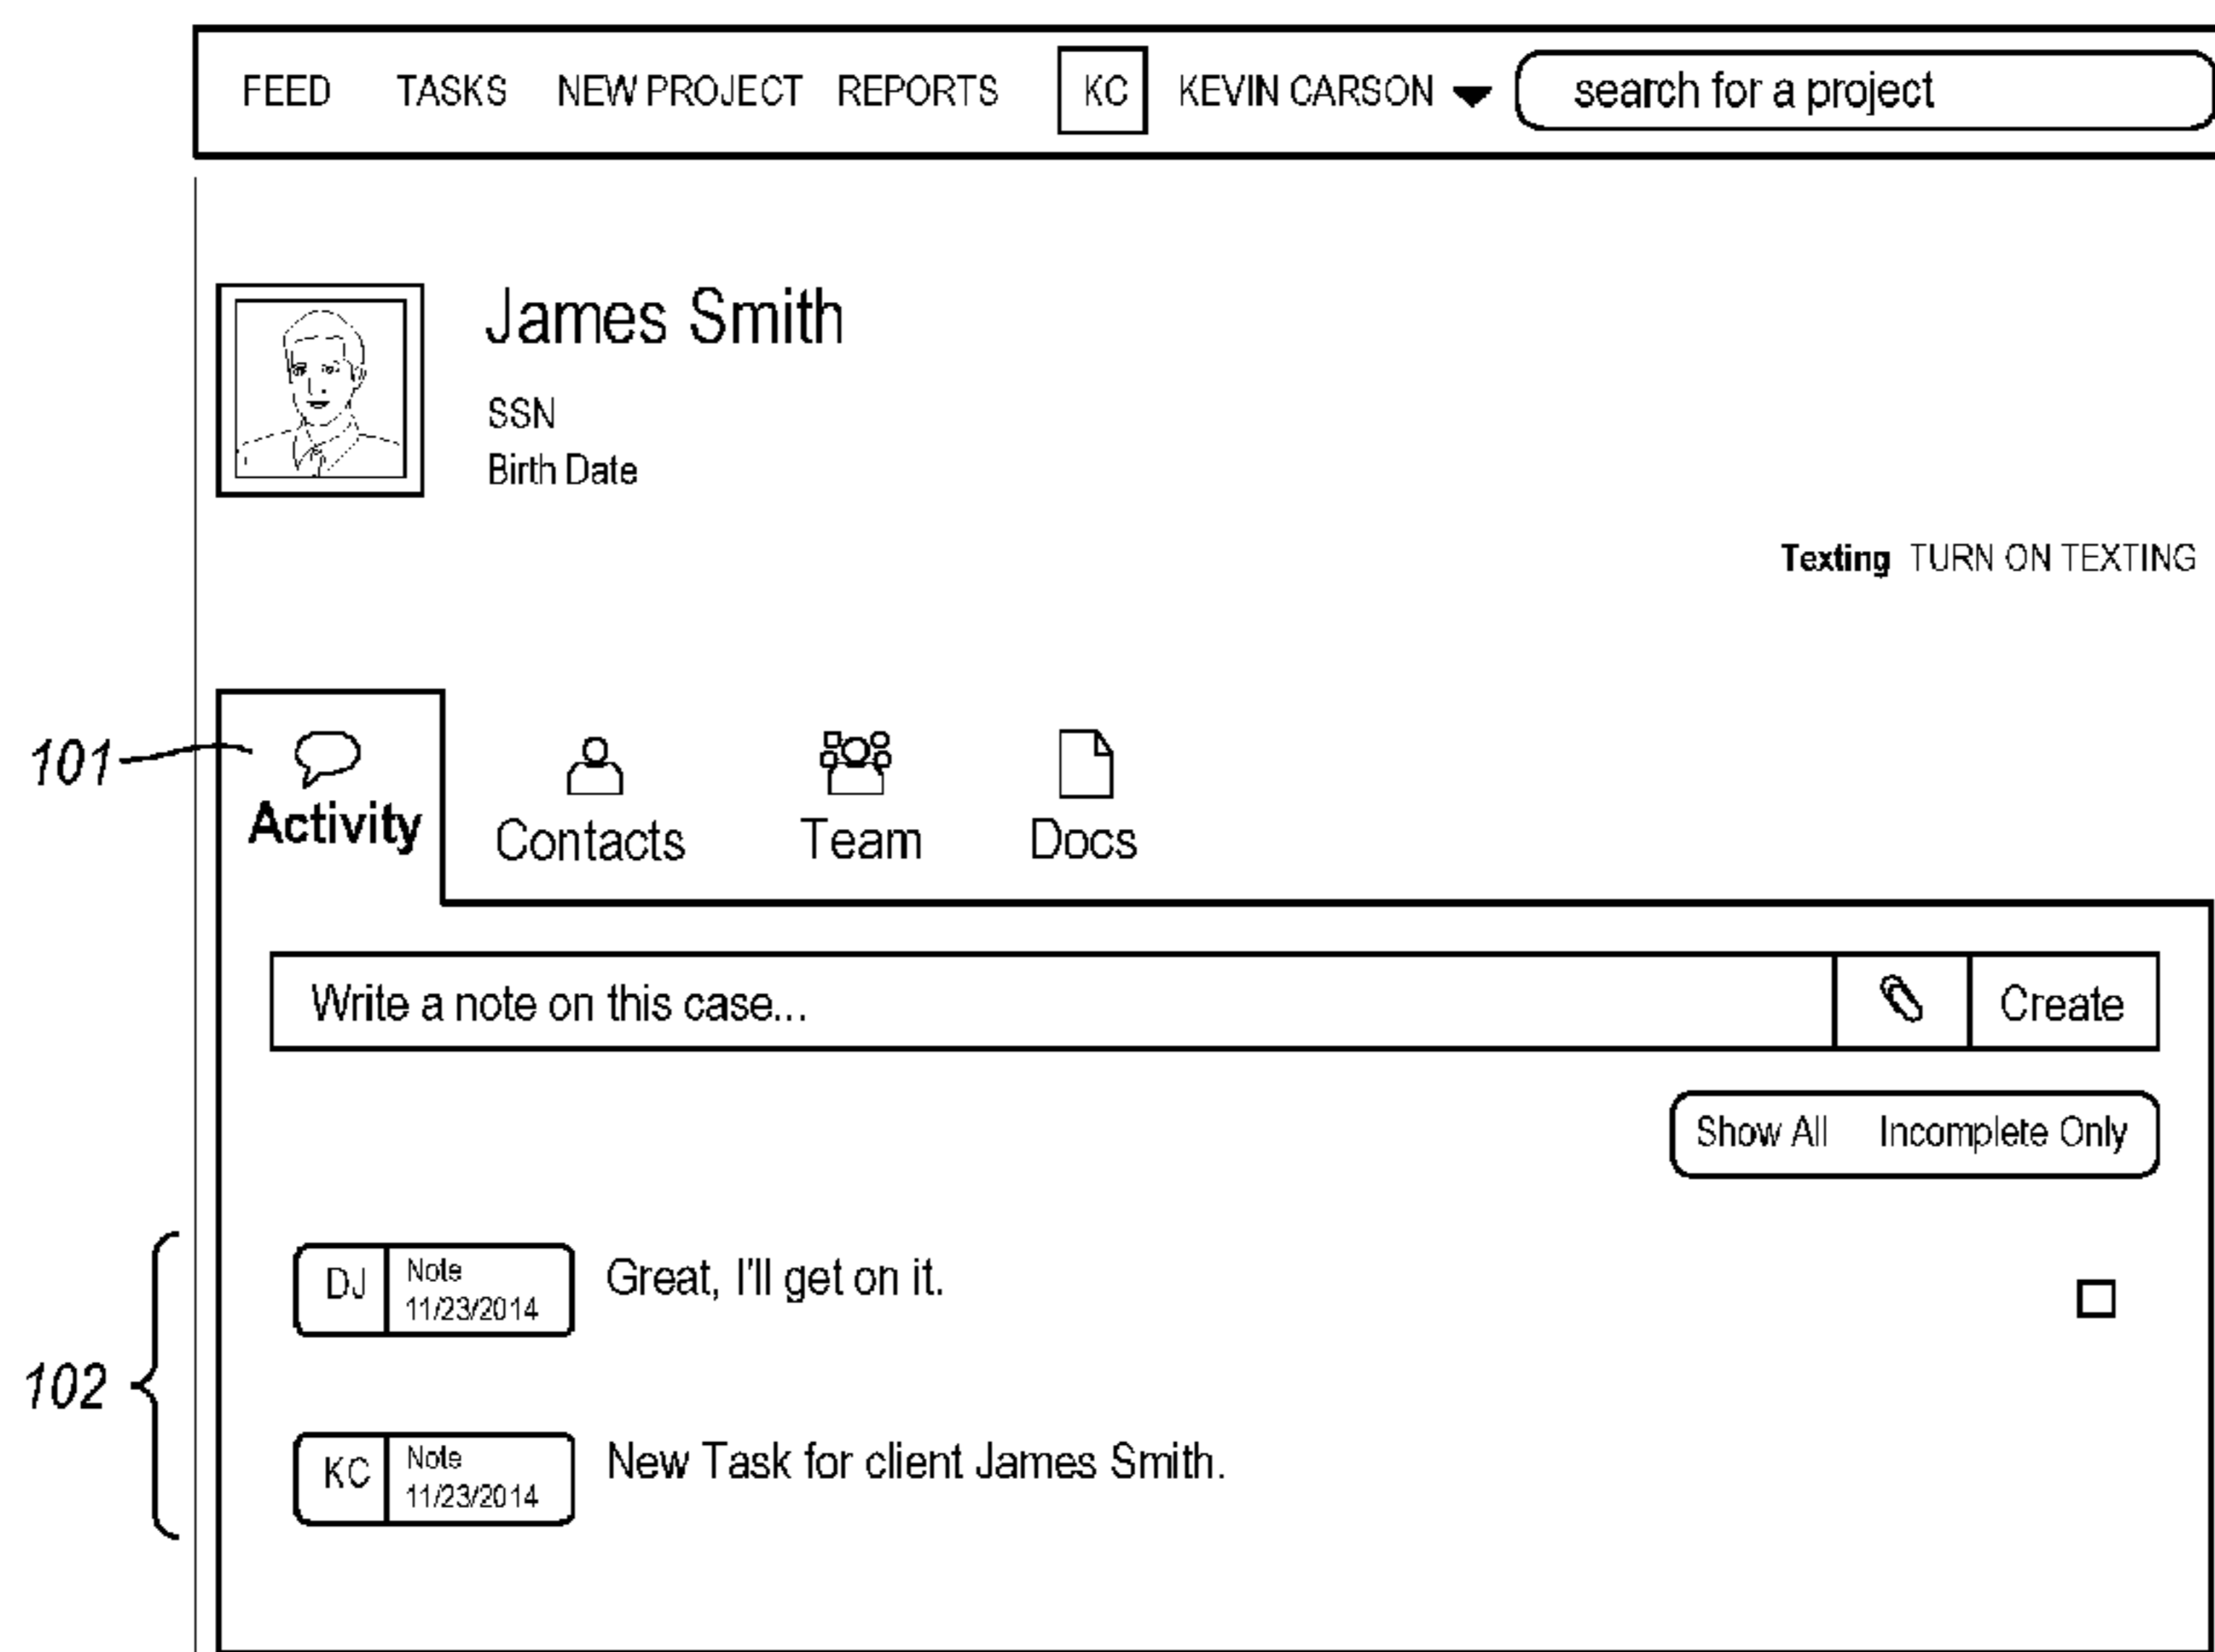 FEED TASKS NEW PROJECT REPORTS KC KEVIN CARSON search for a project
James Smith
SSN
Birth Date
Texting TURN ON TEXTING
101
Activity Contacts Team Docs
Write a note on this case... Create
Show All Incomplete Only
102
DJ Note
11/23/2014
Great, I'll get on it.
KC Note
11/23/2014
New Task for client James Smith.